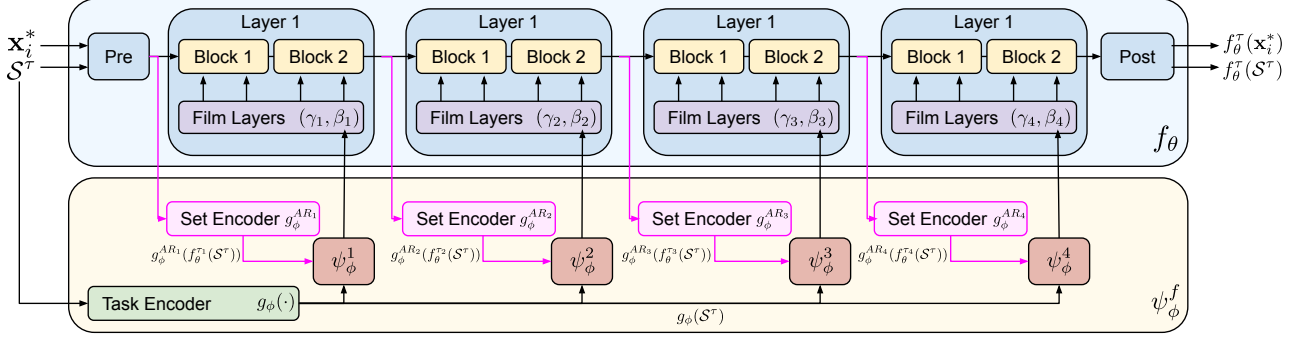 Layer 1 Layer 1 Layer 1 Layer 1
x_i^* Pre Block 1 Block 2 Block 1 Block 2 Block 1 Block 2 Block 1 Block 2 Post f_θ^τ(x_i^*)
S^τ f_θ^τ(S^τ)
Film Layers (γ_1, β_1) Film Layers (γ_2, β_2) Film Layers (γ_3, β_3) Film Layers (γ_4, β_4)
f_θ
Set Encoder g_ϕ^{AR_1} Set Encoder g_ϕ^{AR_2} Set Encoder g_ϕ^{AR_3} Set Encoder g_ϕ^{AR_4}
g_ϕ^{AR_1}(f_θ^{τ_1}(S^τ)) g_ϕ^{AR_2}(f_θ^{τ_2}(S^τ)) g_ϕ^{AR_3}(f_θ^{τ_3}(S^τ)) g_ϕ^{AR_4}(f_θ^{τ_4}(S^τ))
ψ_ϕ^1 ψ_ϕ^2 ψ_ϕ^3 ψ_ϕ^4
Task Encoder g_ϕ(·) ψ_ϕ^f
g_ϕ(S^τ)